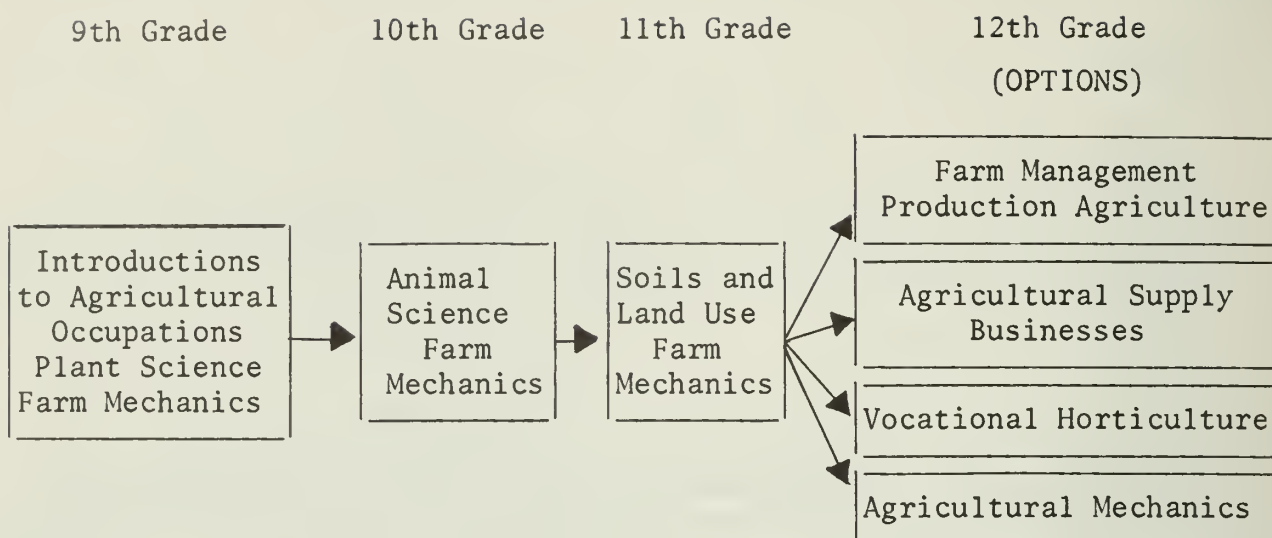 9th Grade
10th Grade
11th Grade
12th Grade
(OPTIONS)
Introductions
to Agricultural
Occupations
Plant Science
Farm Mechanics
Animal
Science
Farm
Mechanics
Soils and
Land Use
Farm
Mechanics
Farm Management
Production Agriculture
Agricultural Supply
Businesses
Vocational Horticulture
Agricultural Mechanics